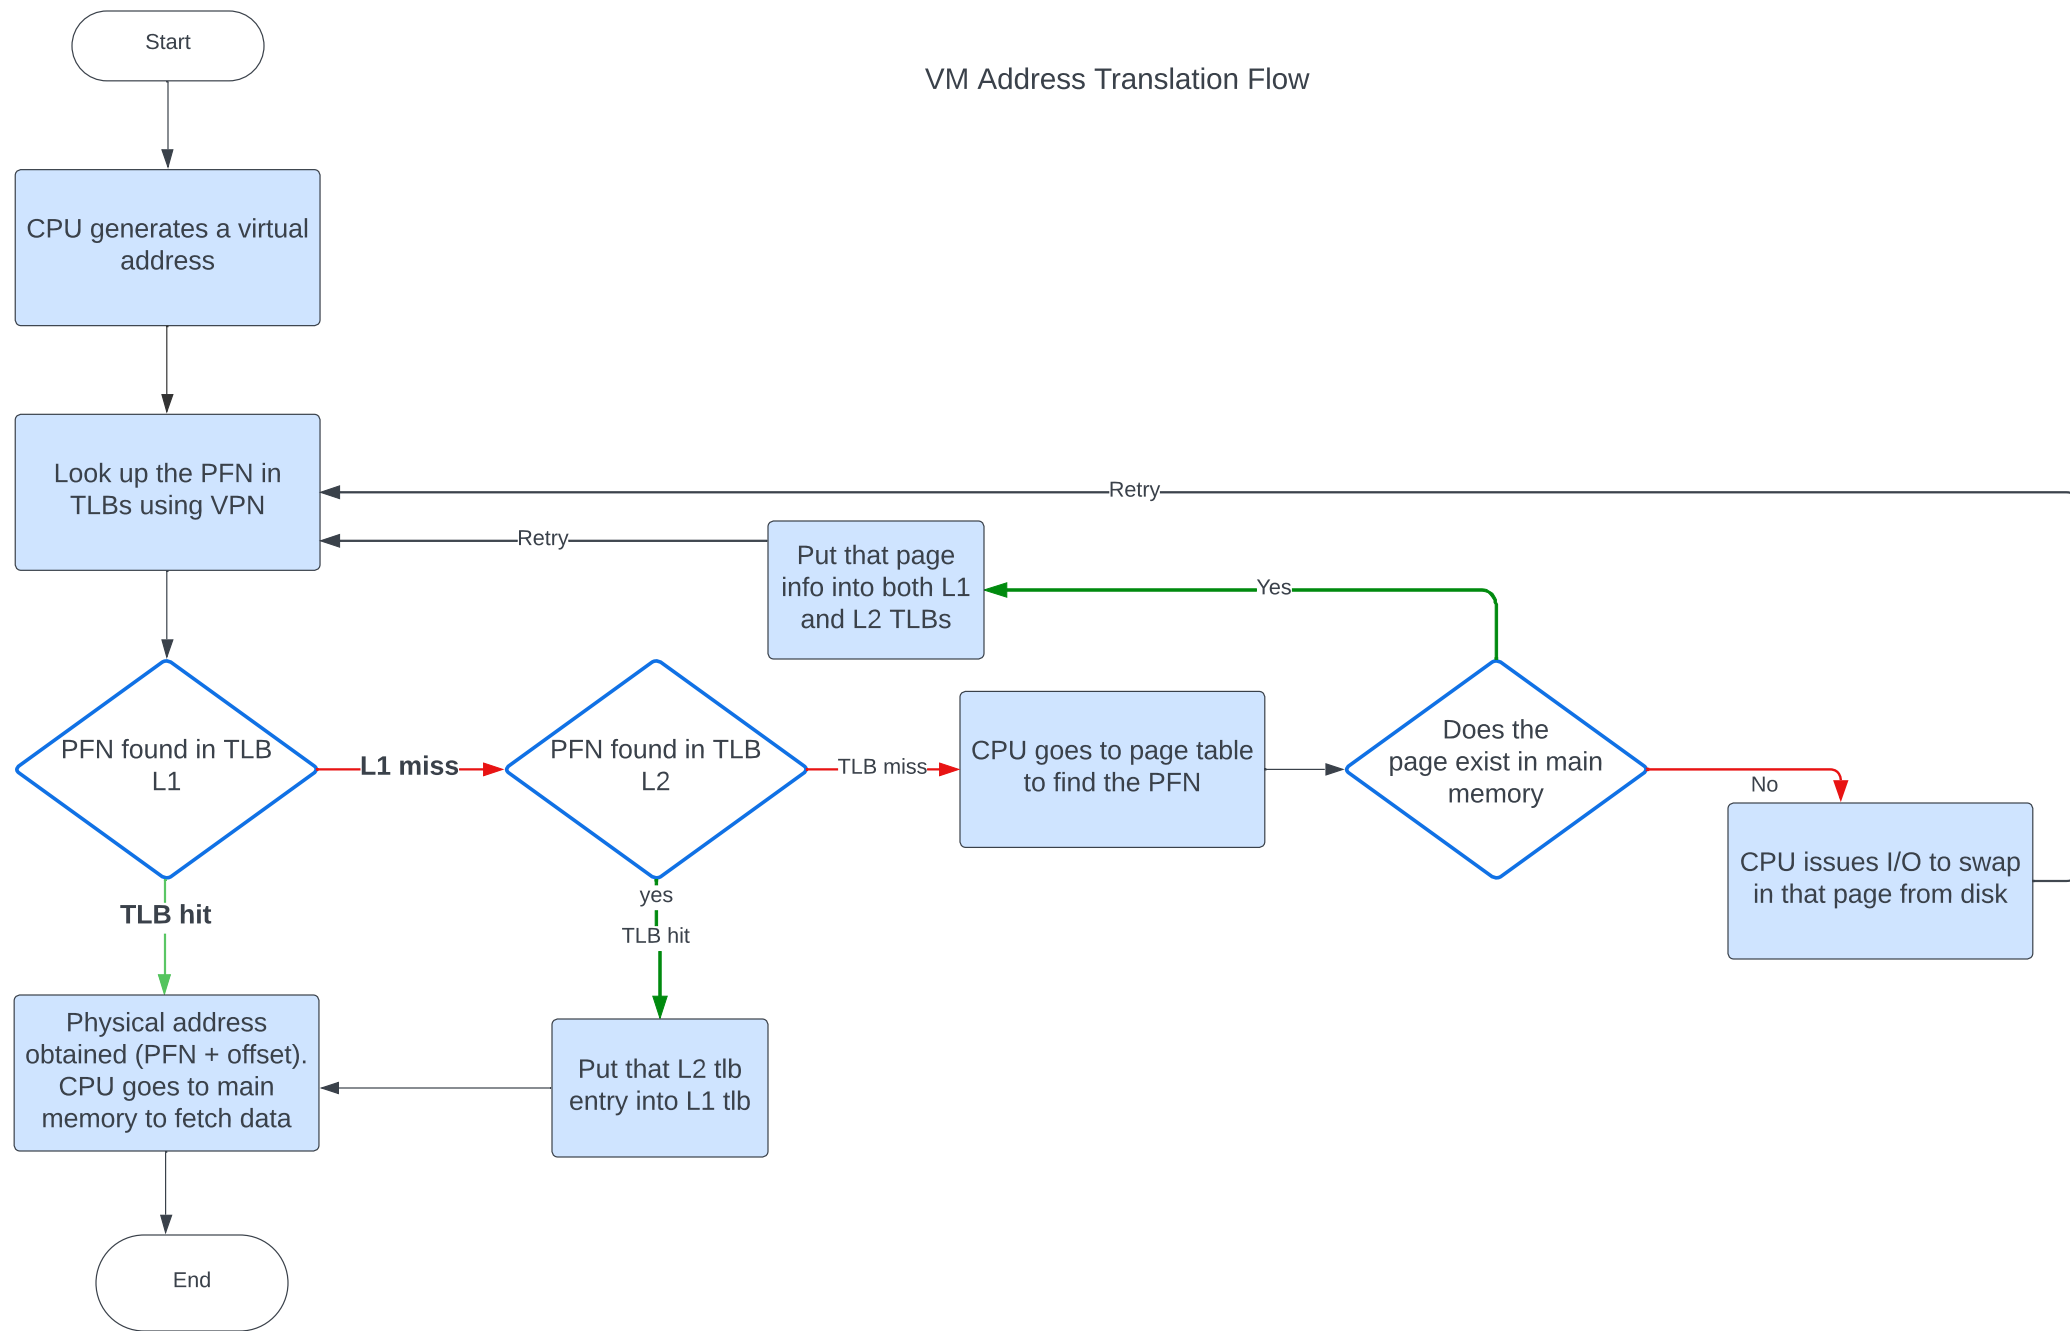 Start
VM Address Translation Flow
CPU generates a virtual
address
Look up the PFN in
TLBs using VPN
Retry
Retry
Put that page
info into both L1
and L2 TLBs
Yes
PFN found in TLB
L1
L1 miss
PFN found in TLB
L2
TLB miss
CPU goes to page table
to find the PFN
Does the
page exist in main
memory
No
CPU issues I/O to swap
in that page from disk
TLB hit
yes
TLB hit
Physical address
obtained (PFN + offset).
CPU goes to main
memory to fetch data
Put that L2 tlb
entry into L1 tlb
End